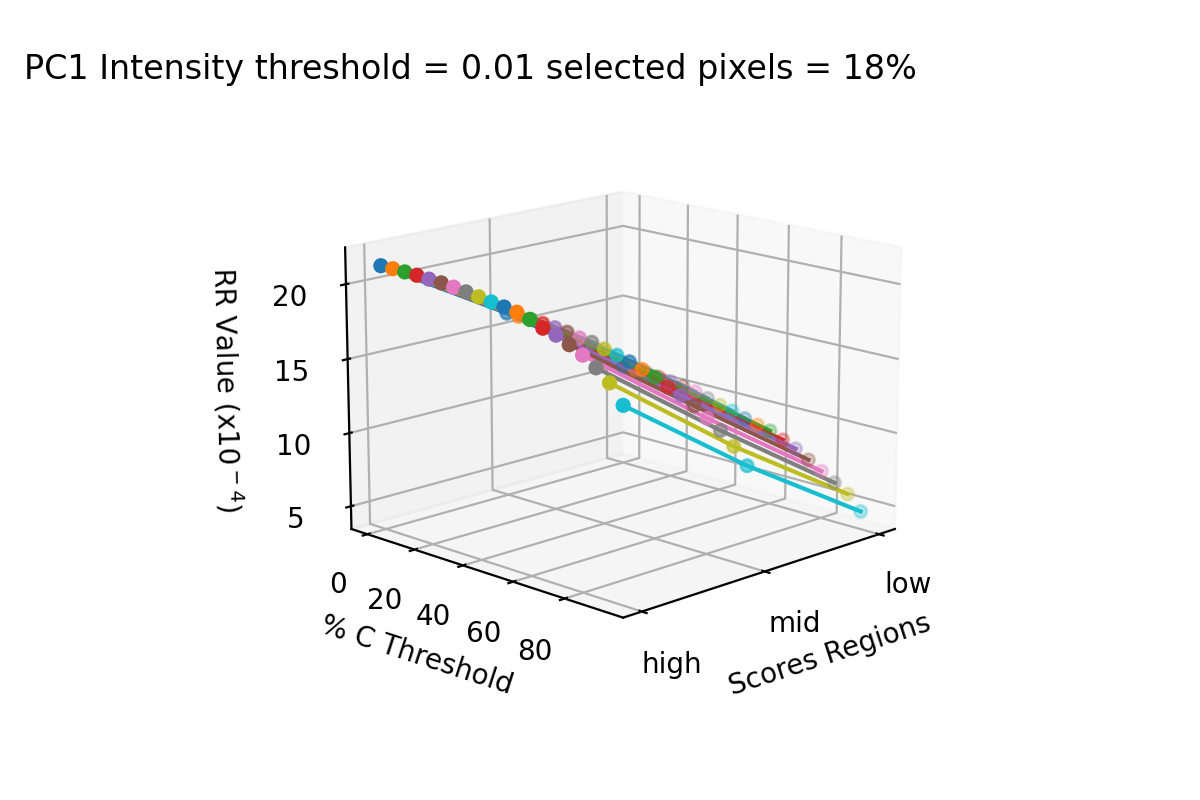 PC1 Intensity threshold = 0.01 selected pixels = 18%
RR Value (x10⁻⁴)
20
15
10
5
0
20
40
60
80
% C Threshold
high
mid
low
Scores Regions